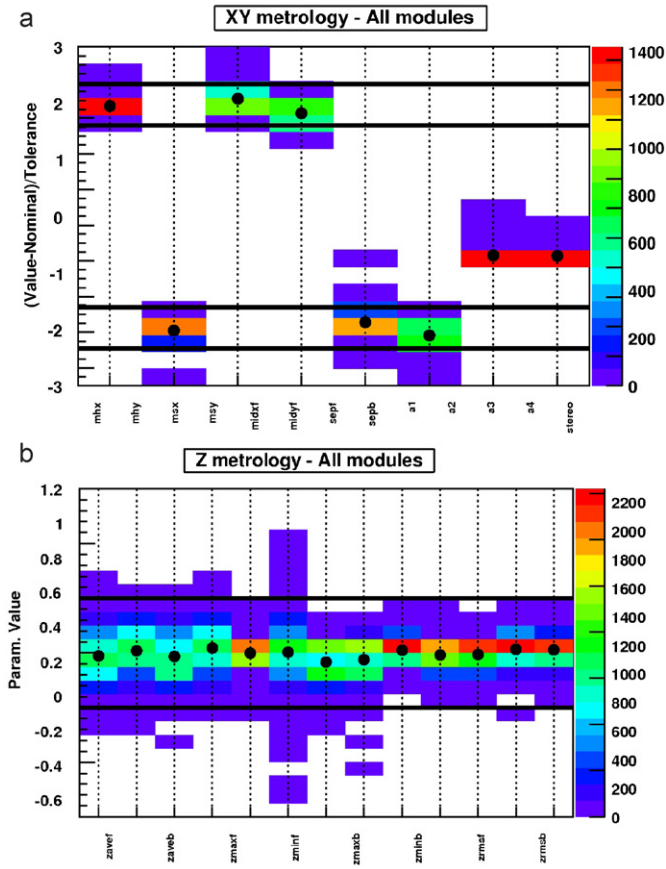 a
XY metrology - All modules
(Value-Nominal)/Tolerance
3
2
1
0
-1
-2
-3
1400
1200
1000
800
600
400
200
0
mhx
mhy
msx
msy
midxf
midyf
sepf
sepb
a1
a2
a3
a4
stereo
b
Z metrology - All modules
Param. Value
1.2
1
0.8
0.6
0.4
0.2
0
-0.2
-0.4
-0.6
2200
2000
1800
1600
1400
1200
1000
800
600
400
200
0
zavef
zaveb
zmaxf
zminf
zmaxb
zminb
zrmsf
zrmsb